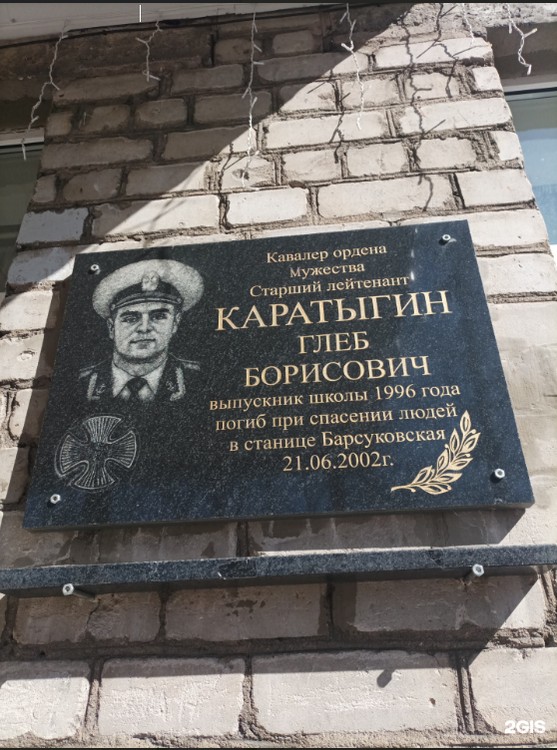 Кавалер ордена
Мужества
Старший лейтенант
КАРАТЫГИН
ГЛЕБ
БОРИСОВИЧ
выпускник школы 1996 года
погиб при спасении людей
в станице Барсуковская
21.06.2002г.
2GIS